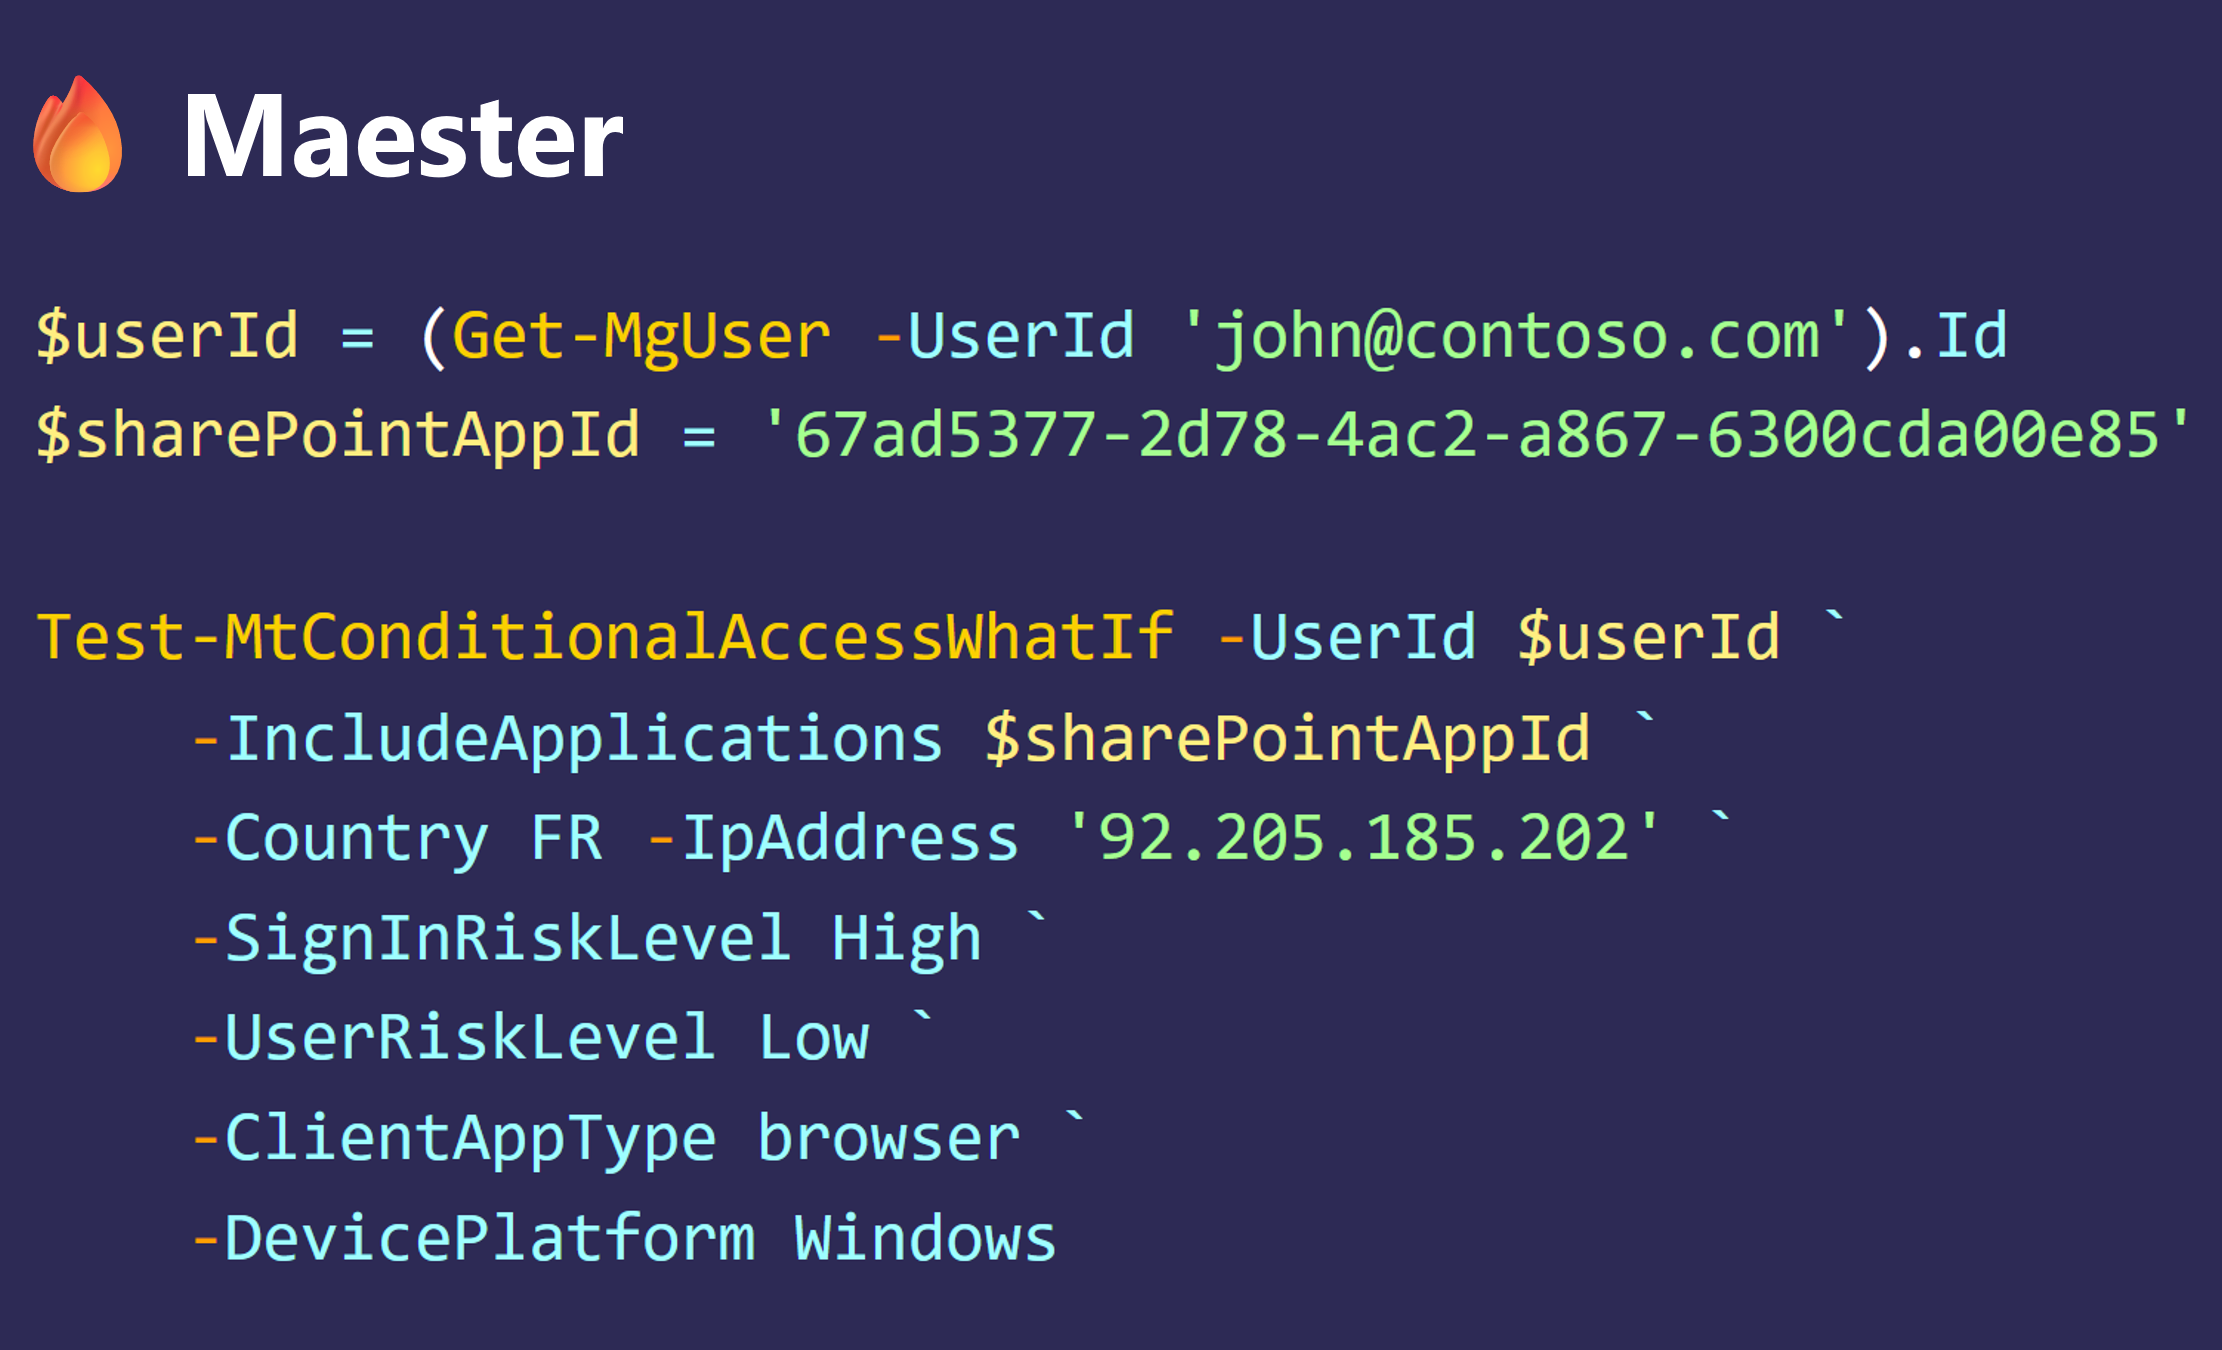 Maester
$userId = (Get-MgUser -UserId 'john@contoso.com').Id
$sharePointAppId = '67ad5377-2d78-4ac2-a867-6300cda00e85'
Test-MtConditionalAccessWhatIf -UserId $userId `
-IncludeApplications $sharePointAppId `
-Country FR -IpAddress '92.205.185.202' `
-SignInRiskLevel High `
-UserRiskLevel Low `
-ClientAppType browser `
-DevicePlatform Windows